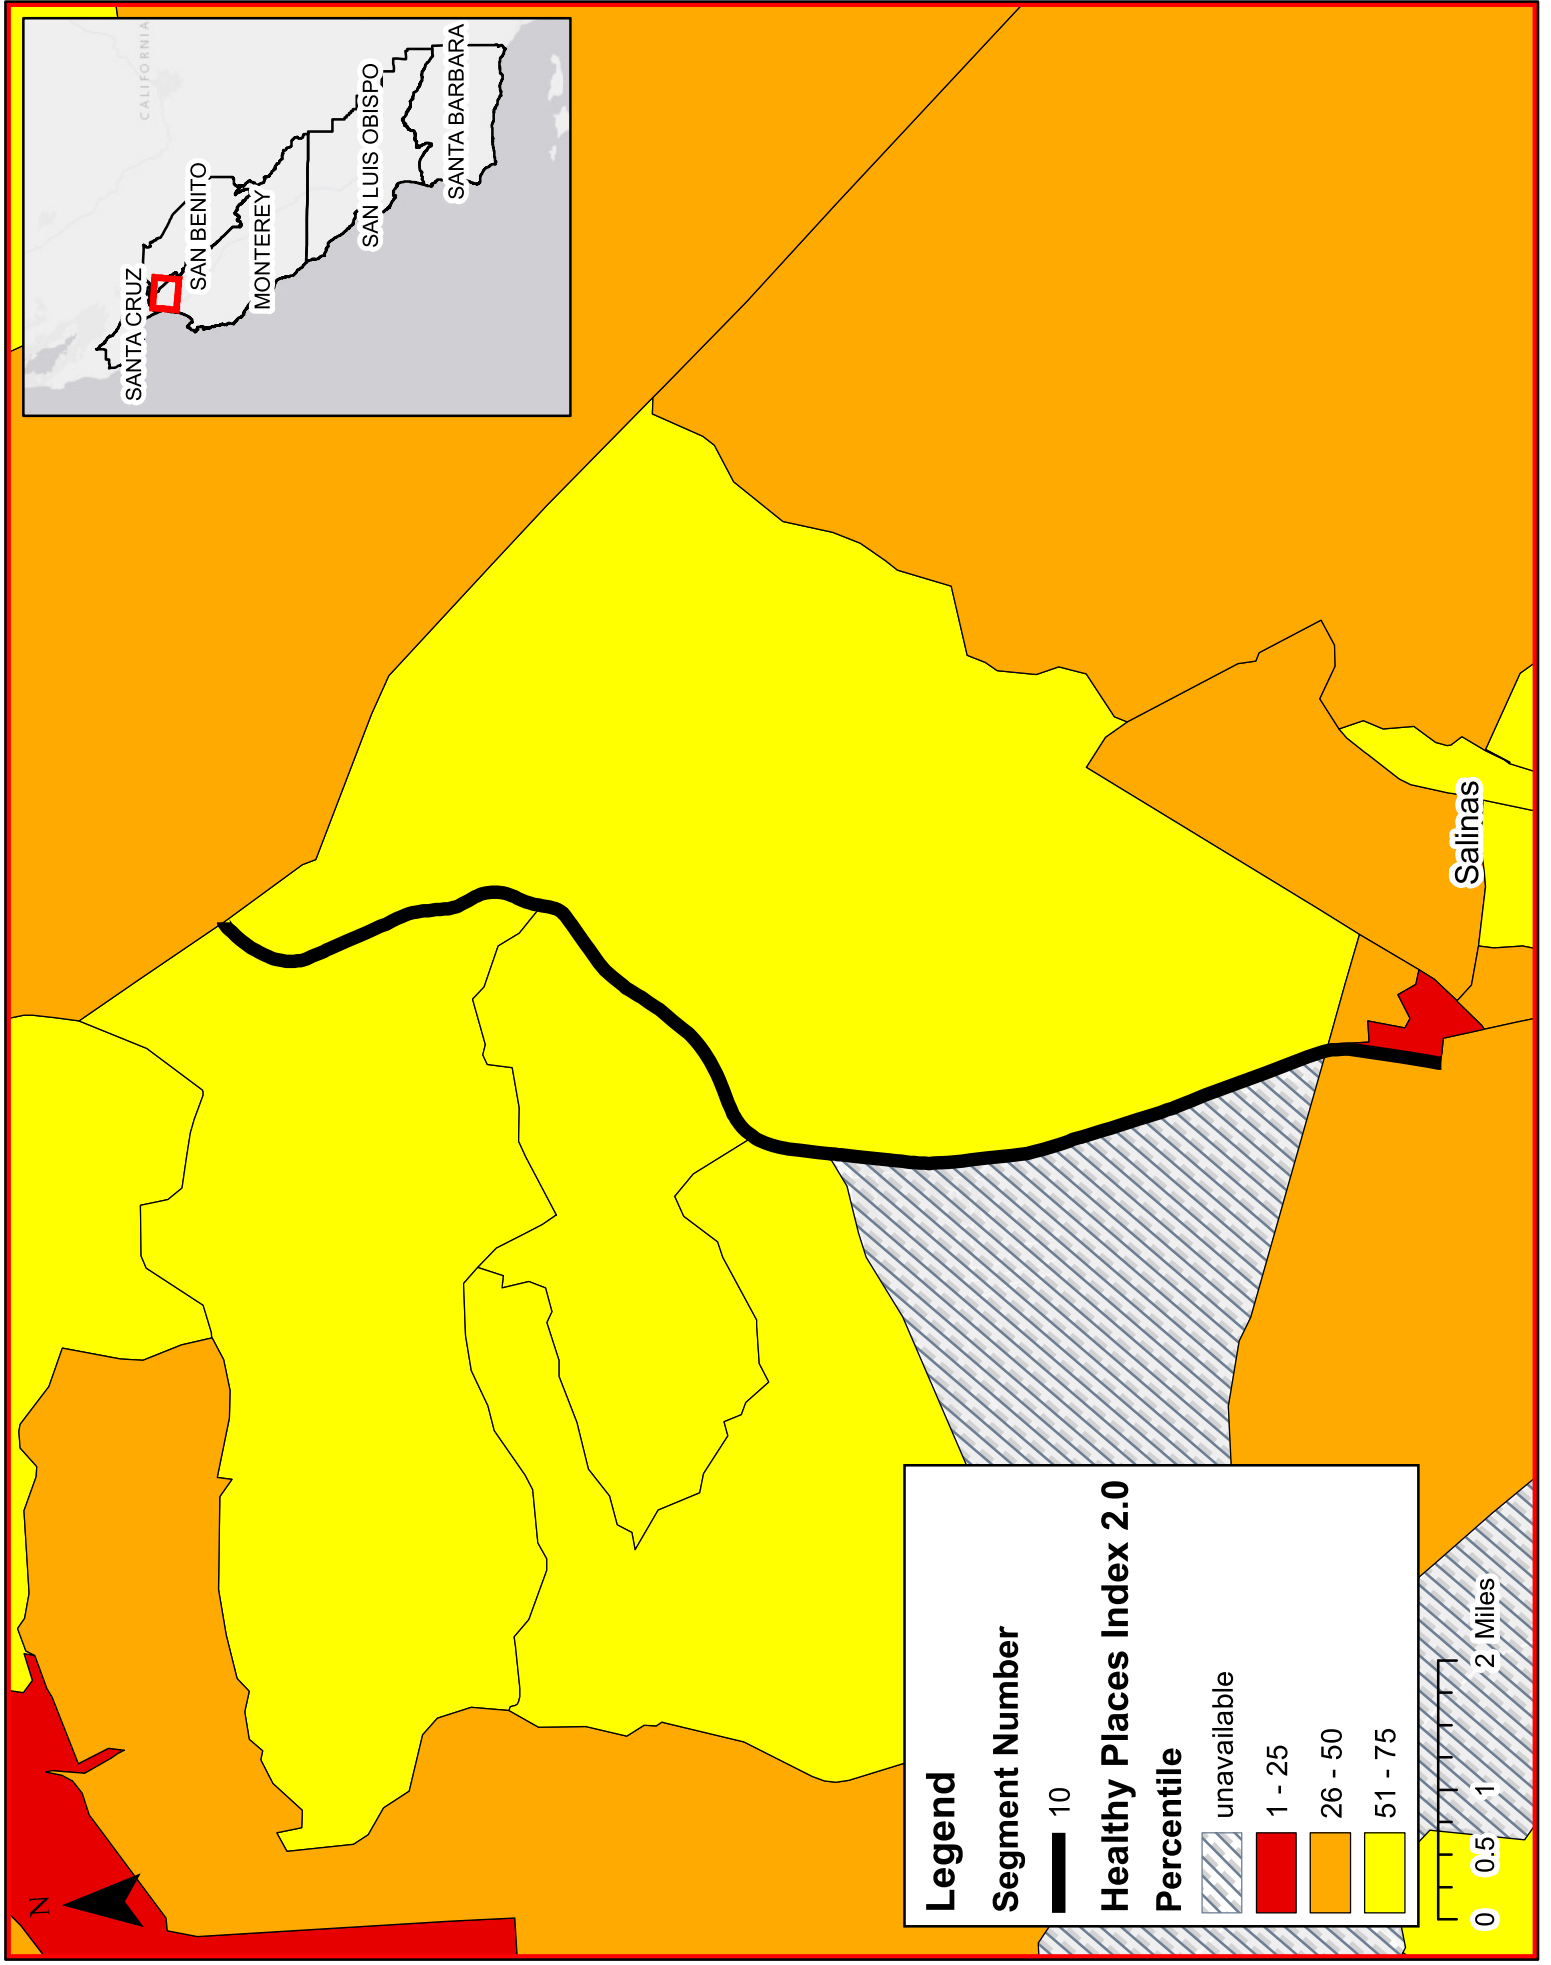 CALIFORNIA
SANTA CRUZ
SAN BENITO
MONTEREY
SAN LUIS OBISPO
SANTA BARBARA
Salinas
N
Legend
Segment Number
10
Healthy Places Index 2.0
Percentile
unavailable
1 - 25
26 - 50
51 - 75
0 0.5 1 2 Miles